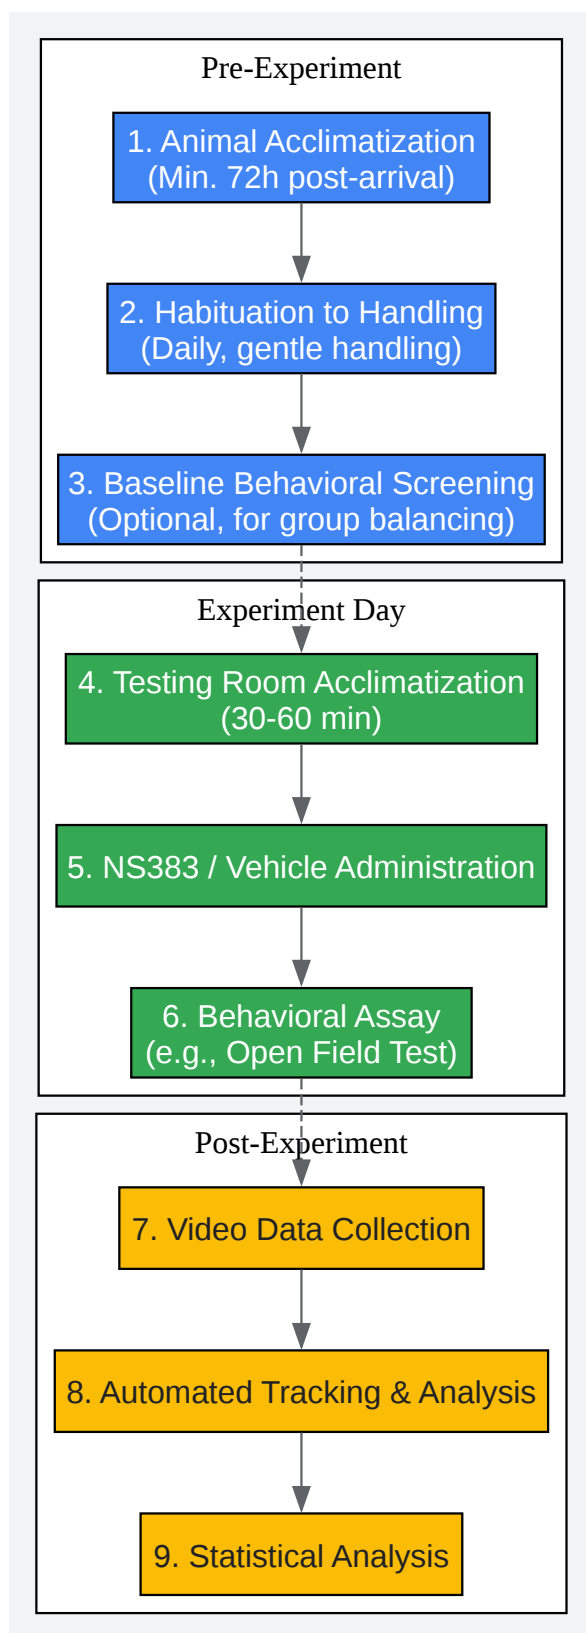 Pre-Experiment
1. Animal Acclimatization
(Min. 72h post-arrival)
2. Habituation to Handling
(Daily, gentle handling)
3. Baseline Behavioral Screening
(Optional, for group balancing)
Experiment Day
4. Testing Room Acclimatization
(30-60 min)
5. NS383 / Vehicle Administration
6. Behavioral Assay
(e.g., Open Field Test)
Post-Experiment
7. Video Data Collection
8. Automated Tracking & Analysis
9. Statistical Analysis